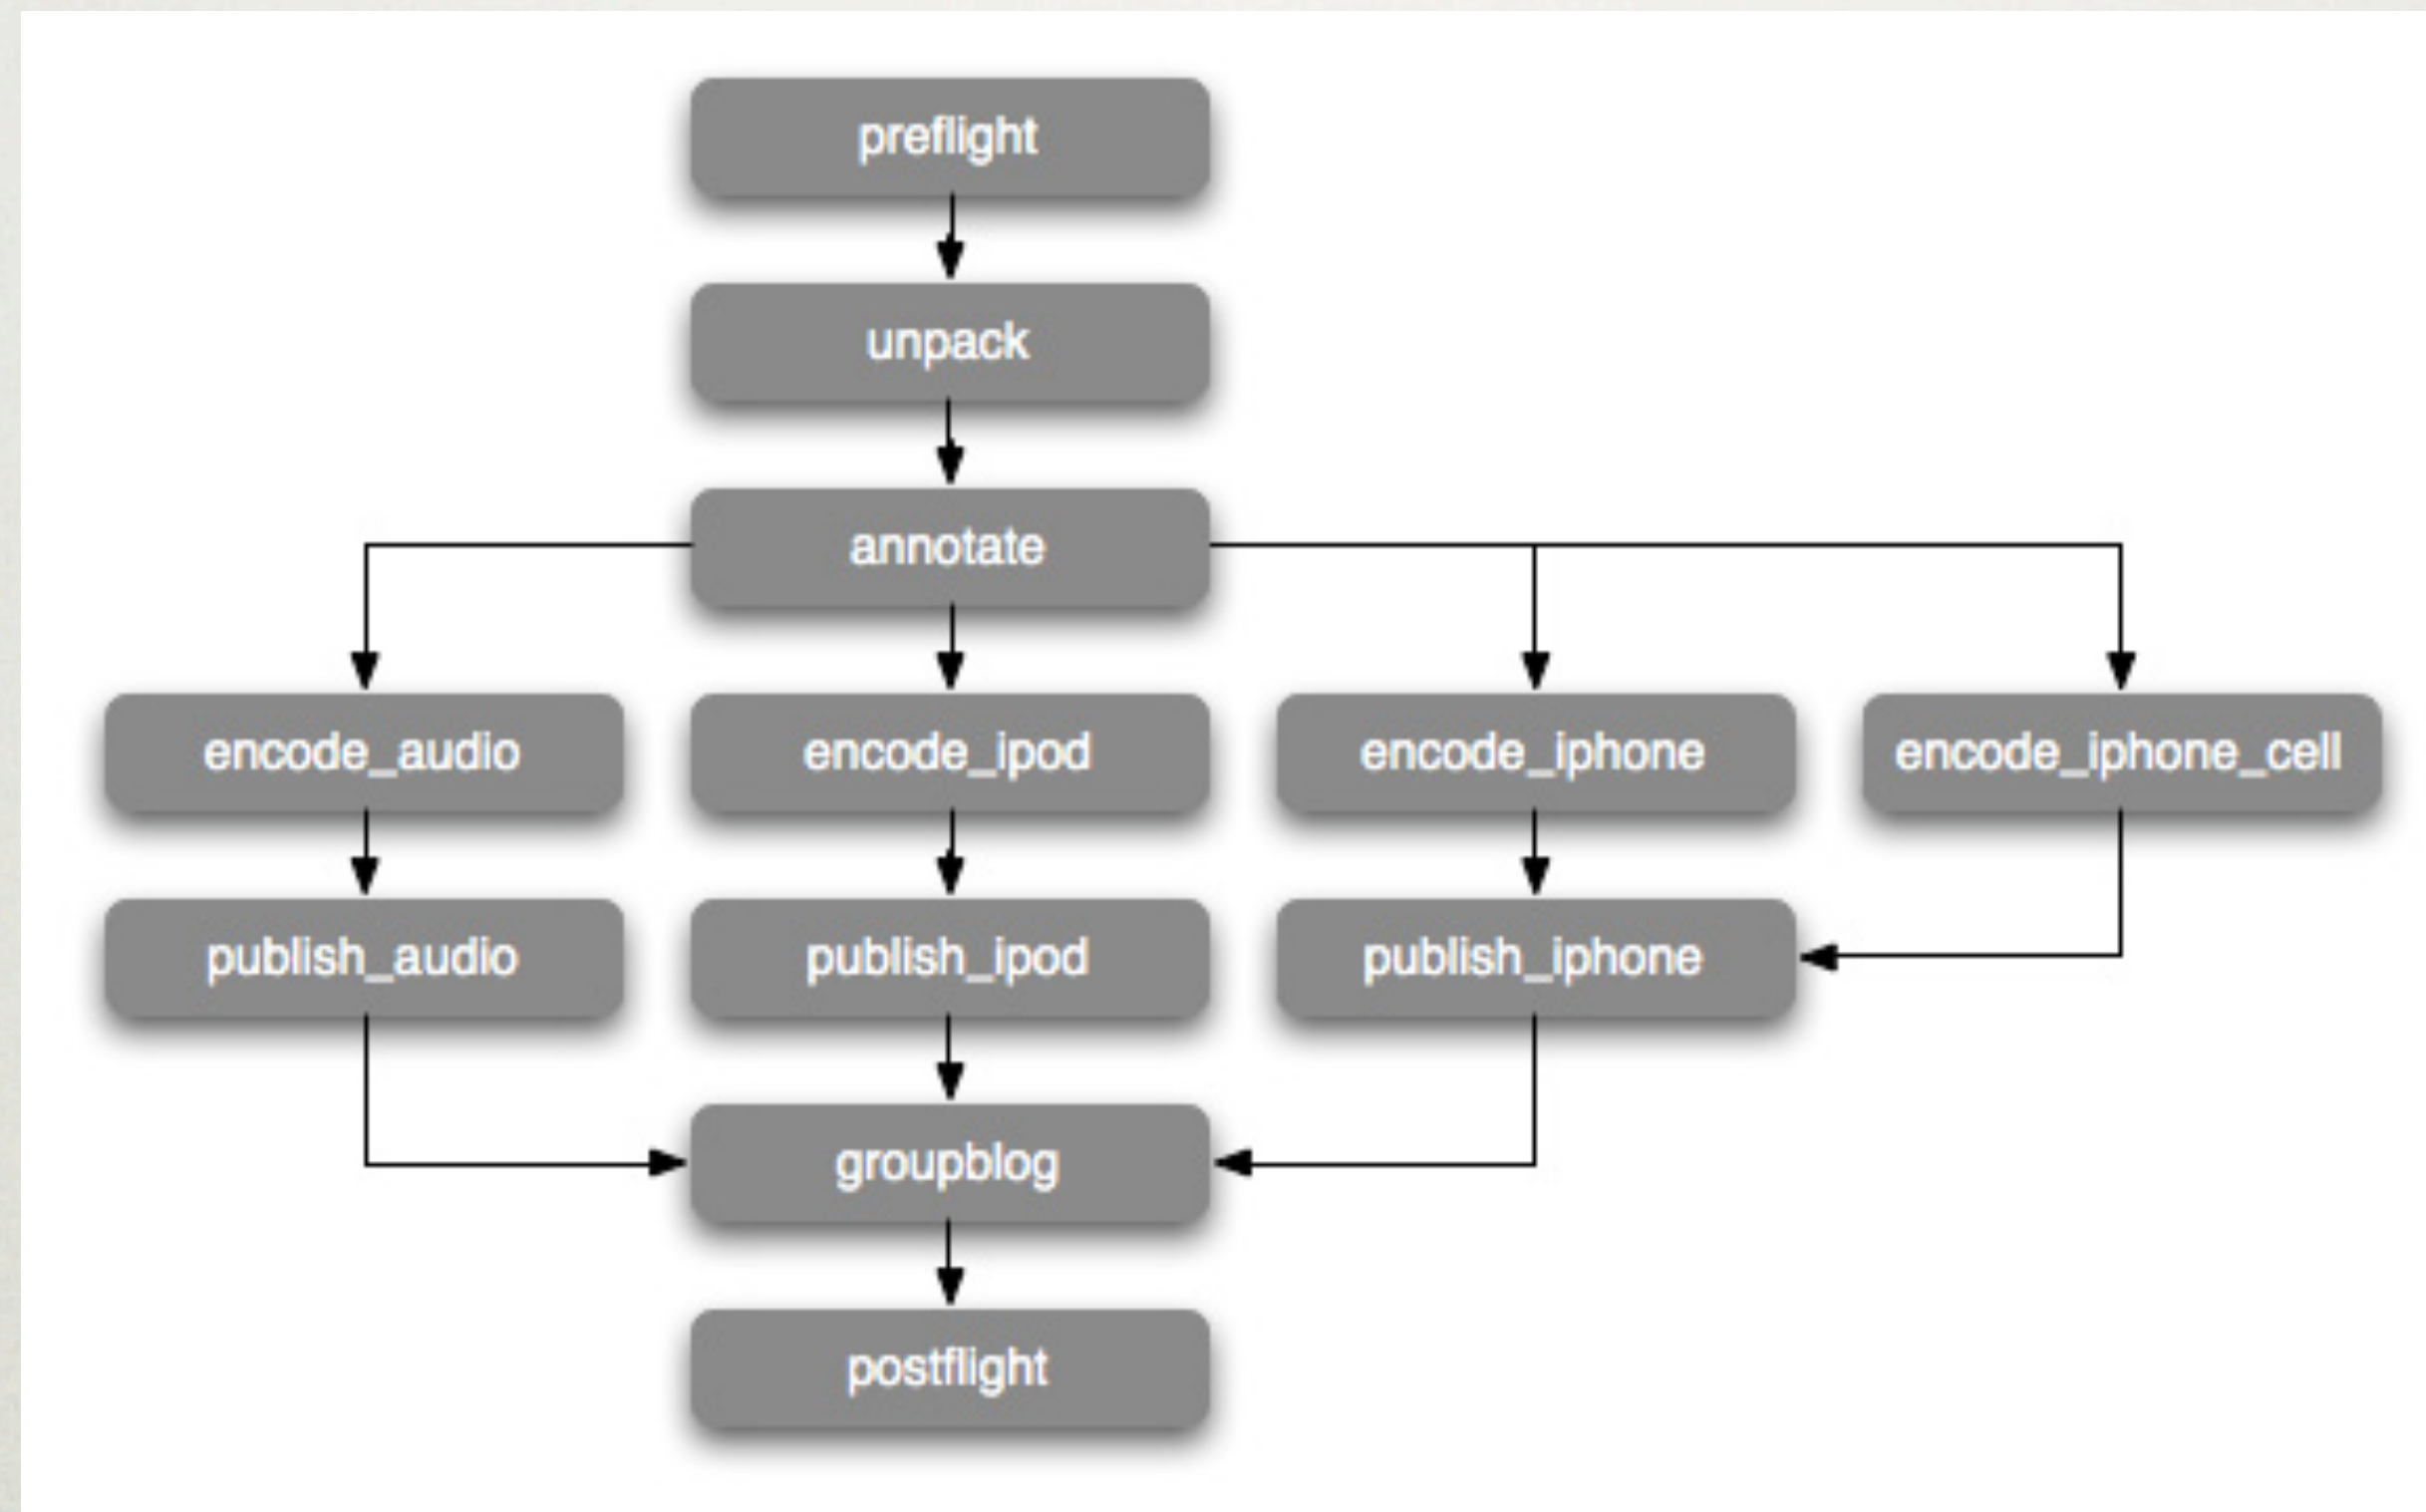 preflight
unpack
annotate
encode_audio
encode_ipod
encode_iphone
encode_iphone_cell
publish_audio
publish_ipod
publish_iphone
groupblog
postflight